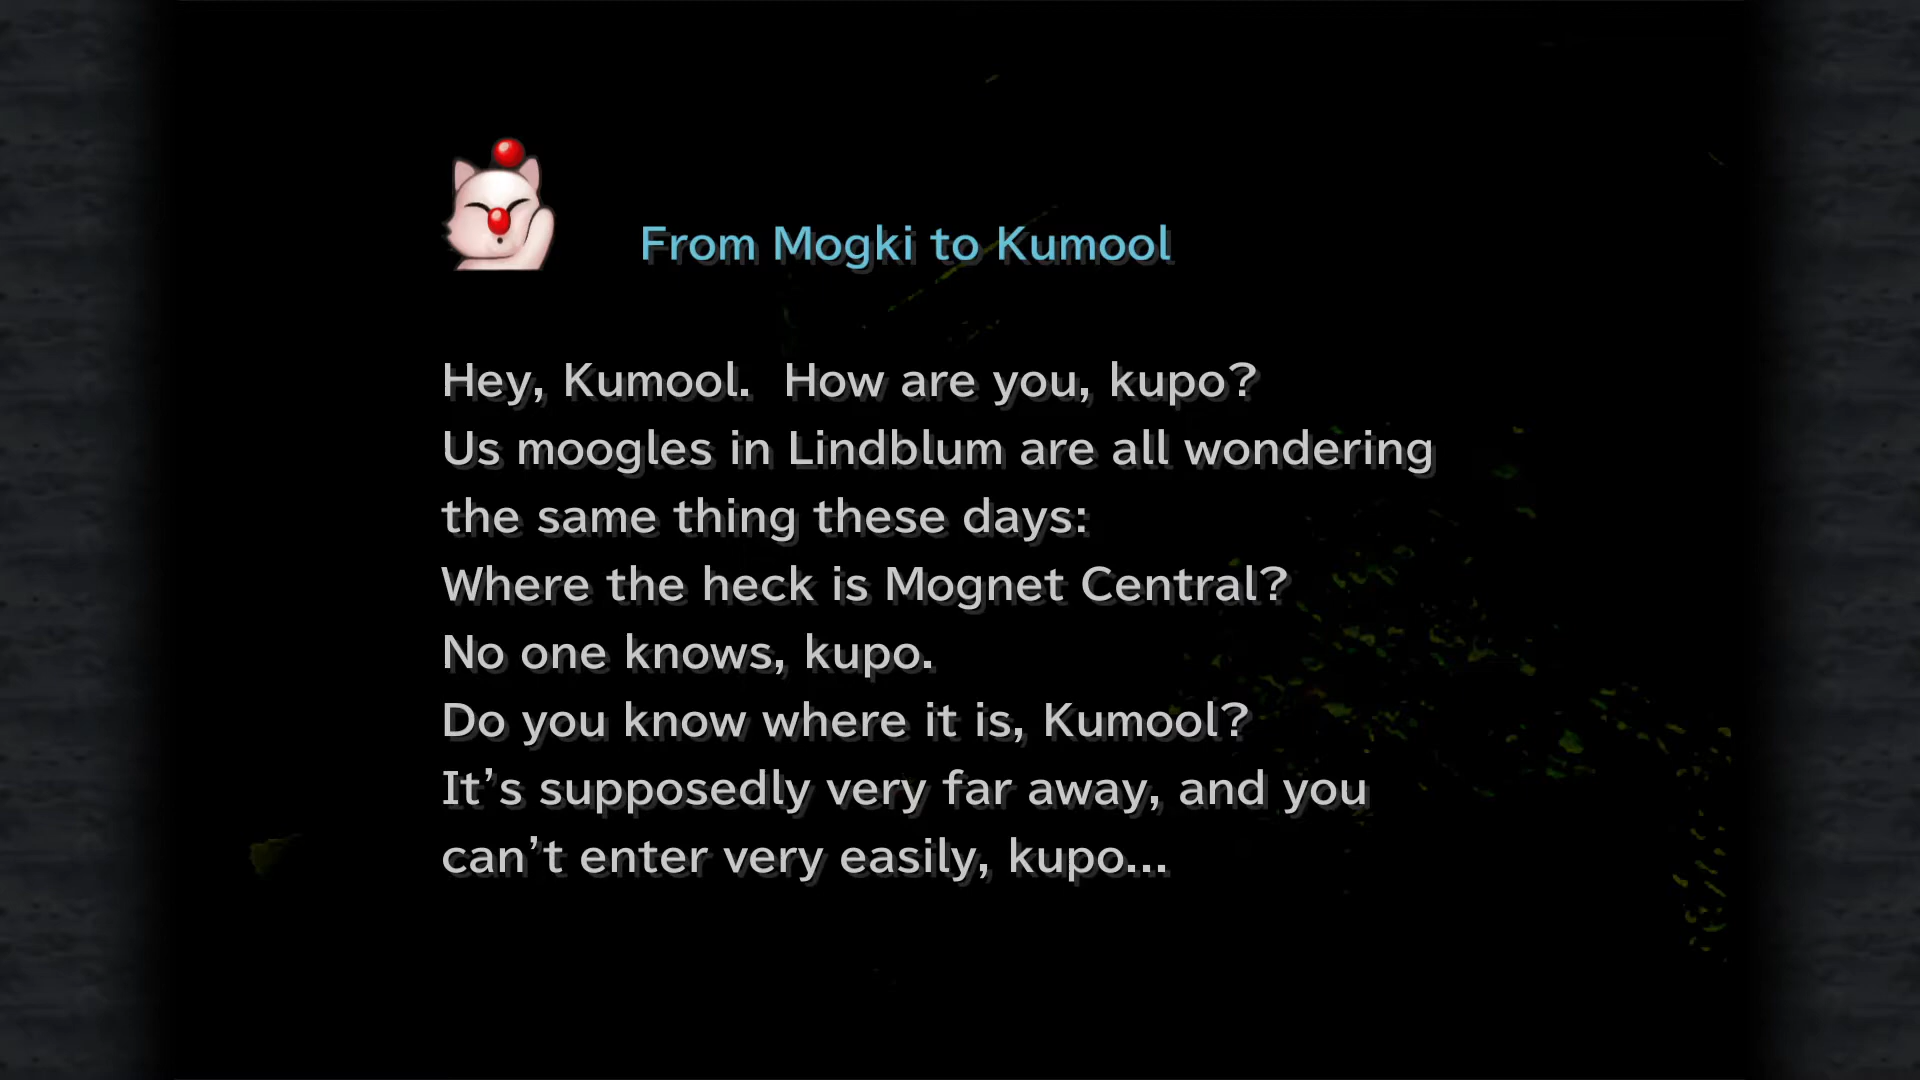 From Mogki to Kumool
Hey, Kumool.  How are you, kupo?
Us moogles in Lindblum are all wondering
the same thing these days:
Where the heck is Mognet Central?
No one knows, kupo.
Do you know where it is, Kumool?
It’s supposedly very far away, and you
can’t enter very easily, kupo...